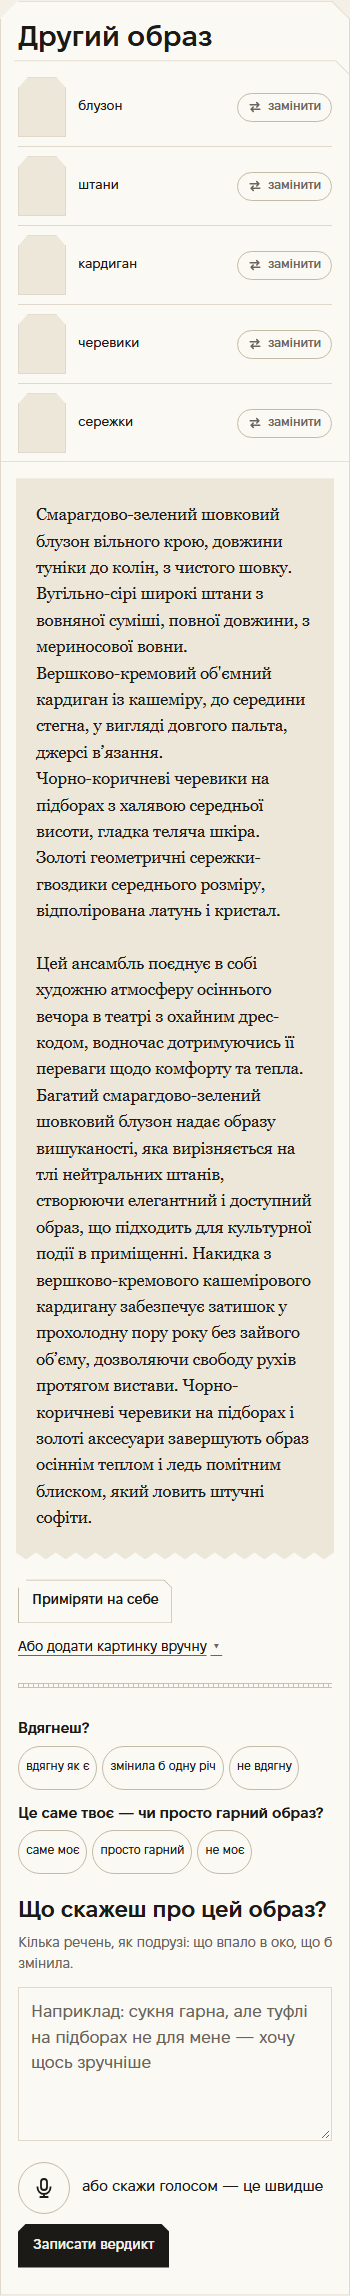 Другий образ
блузон
замінити
штани
замінити
кардиган
замінити
черевики
замінити
сережки
замінити
Смарагдово-зелений шовковий
блузон вільного крою, довжини
туніки до колін, з чистого шовку.
Вугільно-сірі широкі штани з
вовняної суміші, повної довжини, з
мериносової вовни.
Вершково-кремовий об'ємний
кардиган із кашеміру, до середини
стегна, у вигляді довгого пальта,
джерсі в’язання.
Чорно-коричневі черевики на
підборах з халявою середньої
висоти, гладка теляча шкіра.
Золоті геометричні сережки-
гвоздики середнього розміру,
відполірована латунь і кристал.
Цей ансамбль поєднує в собі
художню атмосферу осіннього
вечора в театрі з охайним дрес-
кодом, водночас дотримуючись її
переваги щодо комфорту та тепла.
Багатий смарагдово-зелений
шовковий блузон надає образу
вишуканості, яка вирізняється на
тлі нейтральних штанів,
створюючи елегантний і доступний
образ, що підходить для культурної
події в приміщенні. Накидка з
вершково-кремового кашемірового
кардигану забезпечує затишок у
прохолодну пору року без зайвого
об’єму, дозволяючи свободу рухів
протягом вистави. Чорно-
коричневі черевики на підборах і
золоті аксесуари завершують образ
осіннім теплом і ледь помітним
блиском, який ловить штучні
софіти.
Приміряти на себе
Або додати картинку вручну
Вдягнеш?
вдягну як є
змінила б одну річ
не вдягну
Це саме твоє — чи просто гарний образ?
саме моє
просто гарний
не моє
Що скажеш про цей образ?
Кілька речень, як подрузі: що впало в око, що б
змінила.
Наприклад: сукня гарна, але туфлі
на підборах не для мене — хочу
щось зручніше
або скажи голосом — це швидше
Записати вердикт